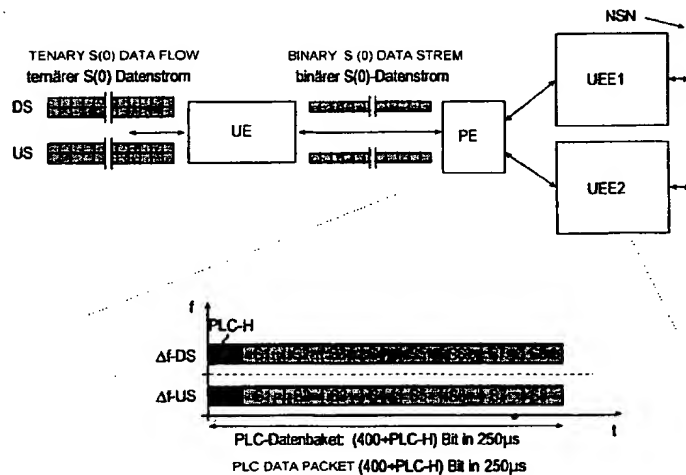 NSN
TENARY S(0) DATA FLOW
ternärer S(0) Datenstrom
BINARY S (0) DATA STREM
binärer S(0)-Datenstrom
DS
US
UE
PE
UEE1
UEE2
f
PLC-H
Δf-DS
Δf-US
t
PLC-Datenbaket: (400+PLC-H) Bit in 250µs
PLC DATA PACKET (400+PLC-H) Bit in 250µs